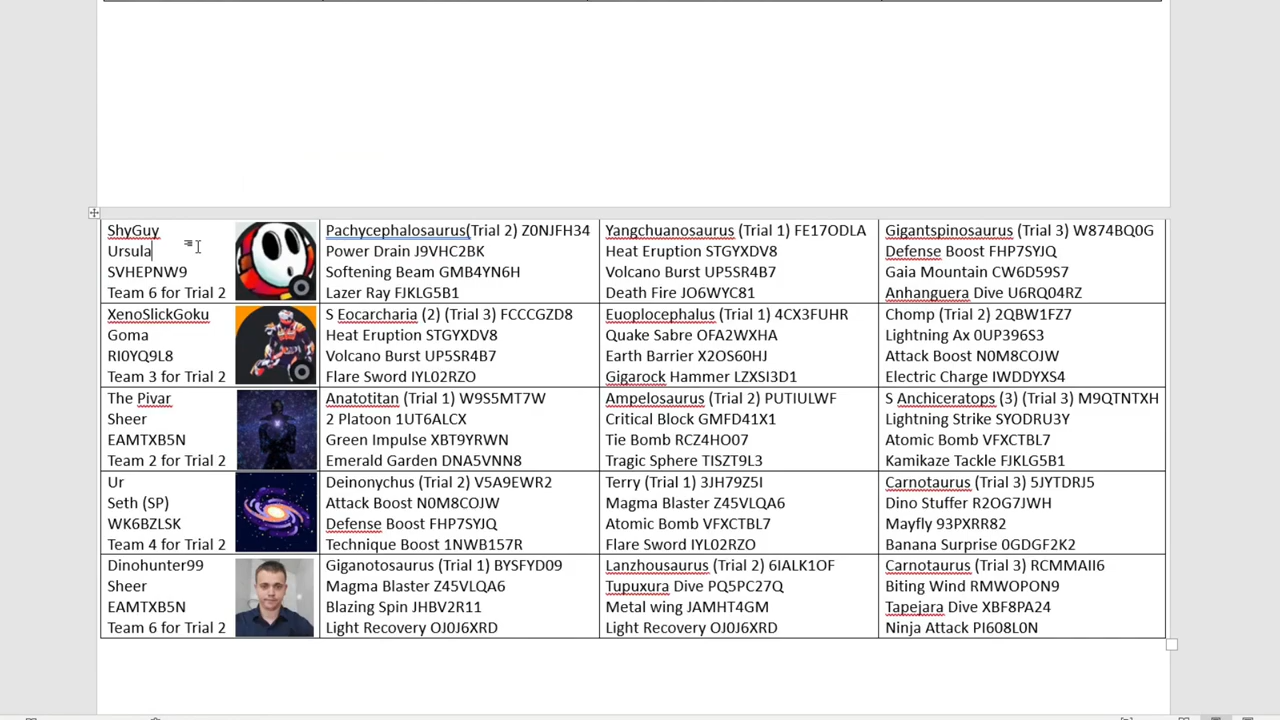 ShyGuy
Ursula
SVHEPNW9
Team 6 for Trial 2
Pachycephalosaurus(Trial 2) Z0NJFH34
Power Drain J9VHC2BK
Softening Beam GMB4YN6H
Lazer Ray FJKLG5B1
Yangchuanosaurus (Trial 1) FE17ODLA
Heat Eruption STGYXDV8
Volcano Burst UP5SR4B7
Death Fire JO6WYC81
Gigantspinosaurus (Trial 3) W874BQ0G
Defense Boost FHP7SYJQ
Gaia Mountain CW6D59S7
Anhanguera Dive U6RQ04RZ
XenoSlickGoku
Goma
RI0YQ9L8
Team 3 for Trial 2
S Eocarcharia (2) (Trial 3) FCCCGZD8
Heat Eruption STGYXDV8
Volcano Burst UP5SR4B7
Flare Sword IYL02RZO
Euoplocephalus (Trial 1) 4CX3FUHR
Quake Sabre OFA2WXHA
Earth Barrier X2OS60HJ
Gigarock Hammer LZXSI3D1
Chomp (Trial 2) 2QBW1FZ7
Lightning Ax 0UP396S3
Attack Boost N0M8COJW
Electric Charge IWDDYXS4
The Pivar
Sheer
EAMTXB5N
Team 2 for Trial 2
Anatotitan (Trial 1) W9S5MT7W
2 Platoon 1UT6ALCX
Green Impulse XBT9YRWN
Emerald Garden DNA5VNN8
Ampelosaurus (Trial 2) PUTIULWF
Critical Block GMFD41X1
Tie Bomb RCZ4HO07
Tragic Sphere TISZT9L3
S Anchiceratops (3) (Trial 3) M9QTNTXH
Lightning Strike SYODRU3Y
Atomic Bomb VFXCTBL7
Kamikaze Tackle FJKLG5B1
Ur
Seth (SP)
WK6BZLSK
Team 4 for Trial 2
Deinonychus (Trial 2) V5A9EWR2
Attack Boost N0M8COJW
Defense Boost FHP7SYJQ
Technique Boost 1NWB157R
Terry (Trial 1) 3JH79Z5I
Magma Blaster Z45VLQA6
Atomic Bomb VFXCTBL7
Flare Sword IYL02RZO
Carnotaurus (Trial 3) 5JYTDRJ5
Dino Stuffer R2OG7JWH
Mayfly 93PXRR82
Banana Surprise 0GDGF2K2
Dinohunter99
Sheer
EAMTXB5N
Team 6 for Trial 2
Giganotosaurus (Trial 1) BYSFYD09
Magma Blaster Z45VLQA6
Blazing Spin JHBV2R11
Light Recovery OJ0J6XRD
Lanzhousaurus (Trial 2) 6IALK1OF
Tupuxura Dive PQ5PC27Q
Metal wing JAMHT4GM
Light Recovery OJ0J6XRD
Carnotaurus (Trial 3) RCMMAII6
Biting Wind RMWOPON9
Tapejara Dive XBF8PA24
Ninja Attack PI608L0N